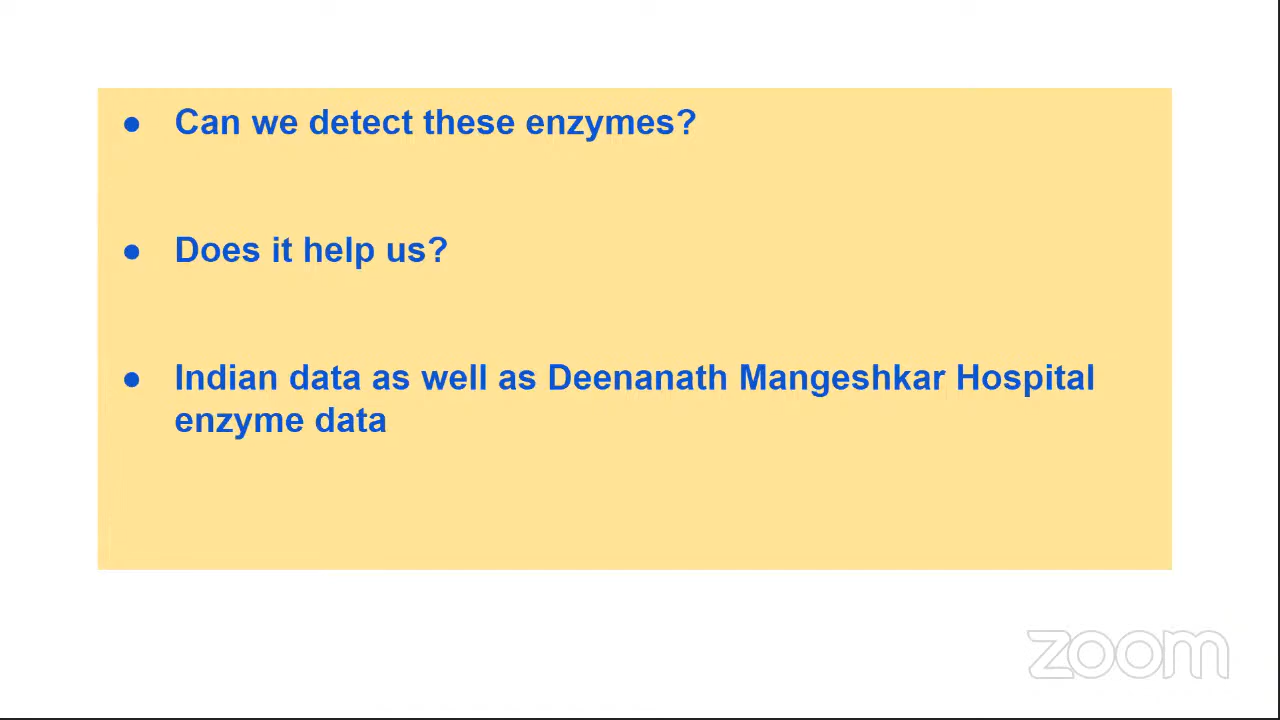 ● Can we detect these enzymes?
● Does it help us?
● Indian data as well as Deenanath Mangeshkar Hospital
enzyme data
zoom